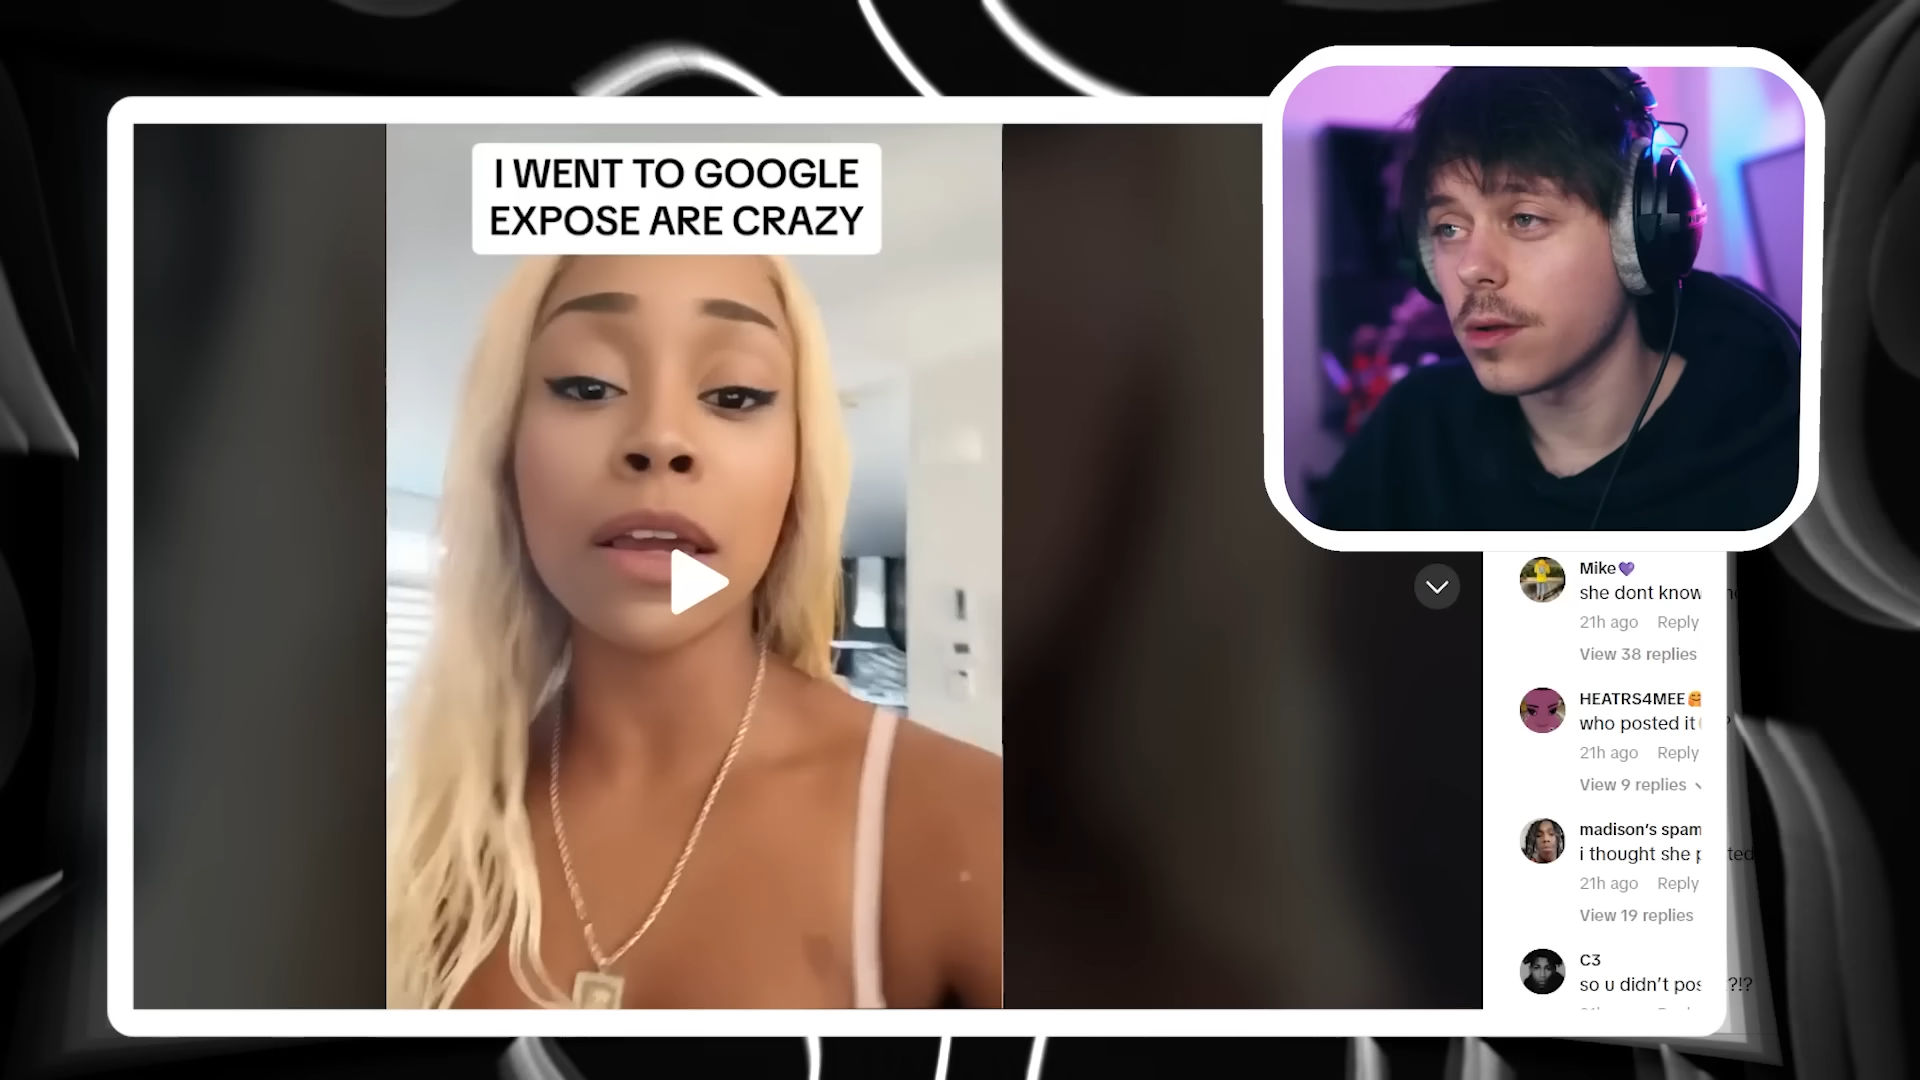 I WENT TO GOOGLE
EXPOSE ARE CRAZY
Mike💜
she dont know
21h ago Reply
View 38 replies
HEATRS4MEE🤗
who posted it
21h ago Reply
View 9 replies
madison's spam
i thought she
21h ago Reply
View 19 replies
C3
so u didn't ?!?